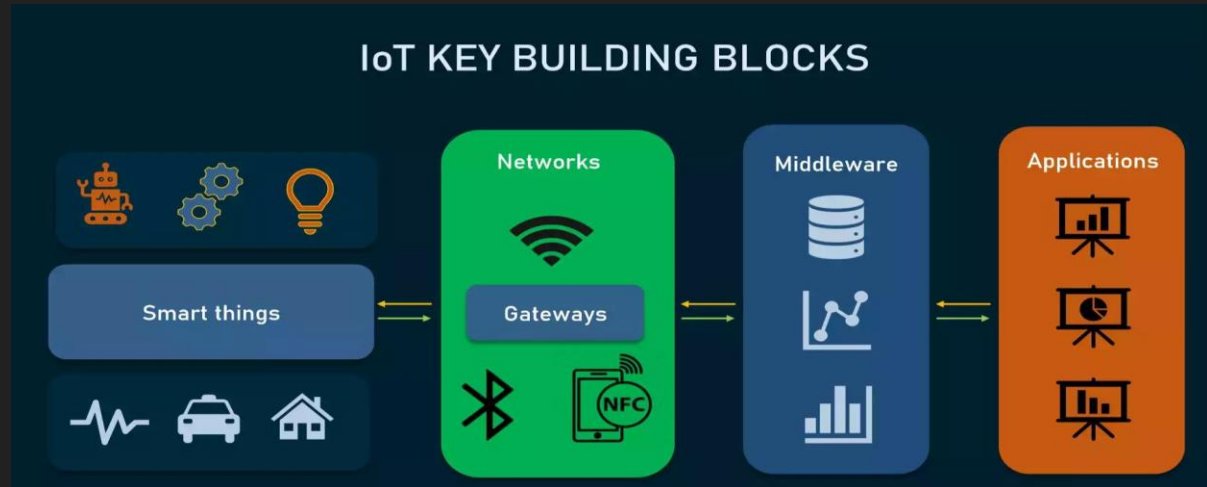 IoT KEY BUILDING BLOCKS
Smart things
Networks
Gateways
NFC
Middleware
Applications